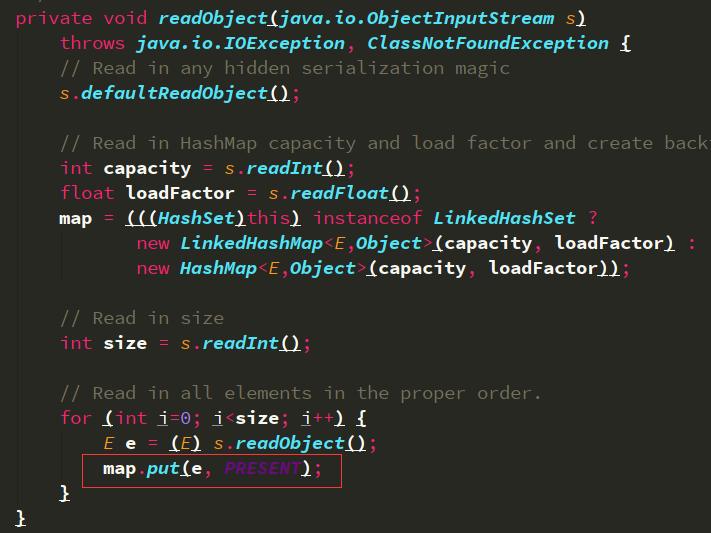 private void readObject(java.io.ObjectInputStream s)
    throws java.io.IOException, ClassNotFoundException {
    // Read in any hidden serialization magic
    s.defaultReadObject();

    // Read in HashMap capacity and load factor and create
    int capacity = s.readInt();
    float loadFactor = s.readFloat();
    map = (((HashSet)this) instanceof LinkedHashSet ?
           new LinkedHashMap<E,Object>(capacity, loadFactor) :
           new HashMap<E,Object>(capacity, loadFactor));

    // Read in size
    int size = s.readInt();

    // Read in all elements in the proper order.
    for (int i=0; i<size; i++) {
        E e = (E) s.readObject();
        map.put(e, PRESENT);
    }
}